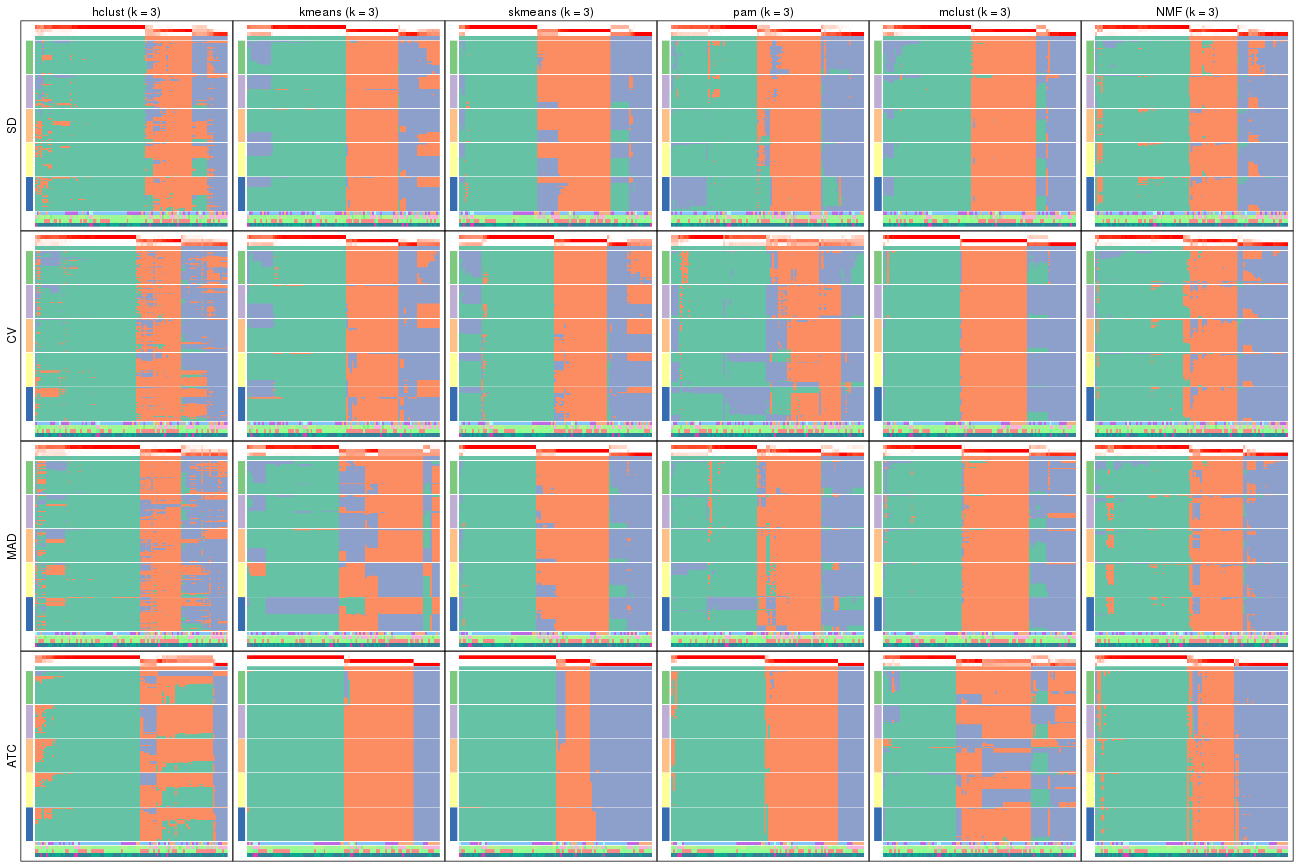 hclust (k = 3) kmeans (k = 3) skmeans (k = 3) pam (k = 3) mclust (k = 3) NMF (k = 3)
SD
CV
MAD
ATC